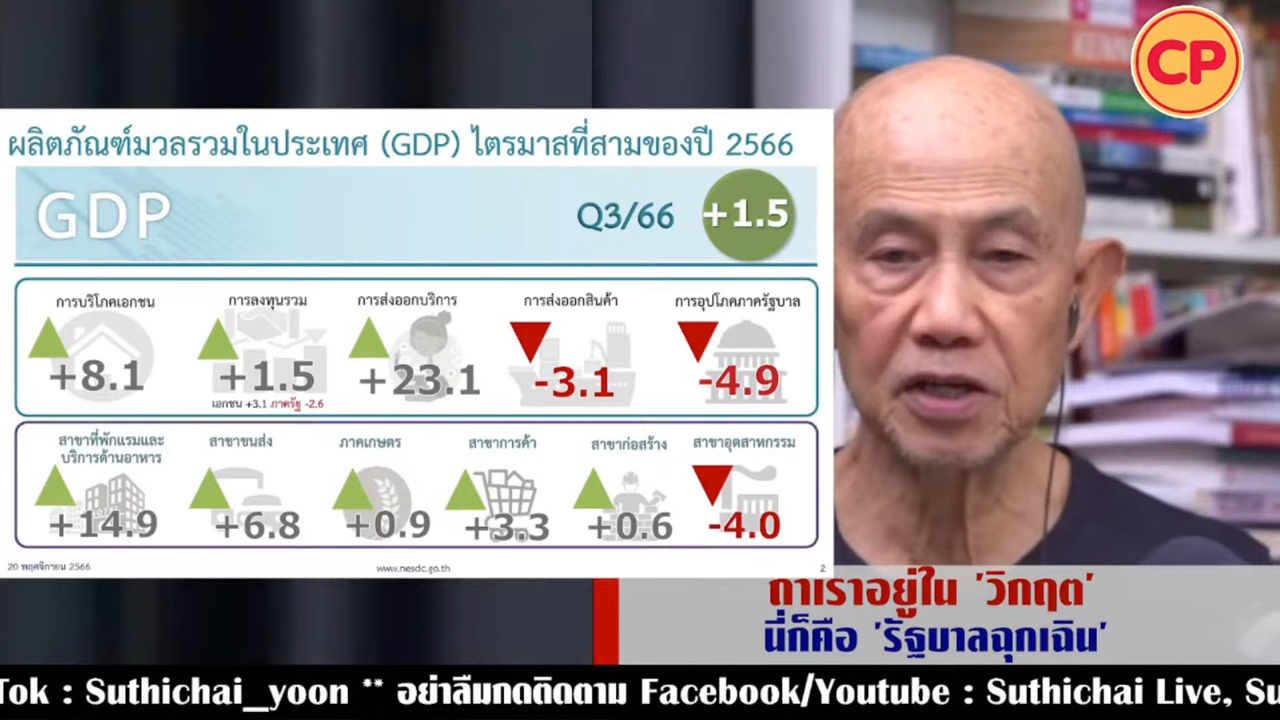 CP
ผลิตภัณฑ์มวลรวมในประเทศ (GDP) ไตรมาสที่สามของปี 2566
GDP
Q3/66
+1.5
การบริโภคเอกชน
+8.1
การลงทุนรวม
+1.5
เอกชน +3.1 ภาครัฐ -2.6
การส่งออกบริการ
+23.1
การส่งออกสินค้า
-3.1
การอุปโภคภาครัฐบาล
-4.9
สาขาที่พักแรมและ
บริการด้านอาหาร
+14.9
สาขาขนส่ง
+6.8
ภาคเกษตร
+0.9
สาขาการค้า
+3.3
สาขาก่อสร้าง
+0.6
สาขาอุตสาหกรรม
-4.0
20 พฤศจิกายน 2566
www.nesdc.go.th
2
ถ้าเราอยู่ใน 'วิกฤต'
นี่ก็คือ 'รัฐบาลฉุกเฉิน'
Tok : Suthichai_yoon ** อย่าลืมกดติดตาม Facebook/Youtube : Suthichai Live, Su